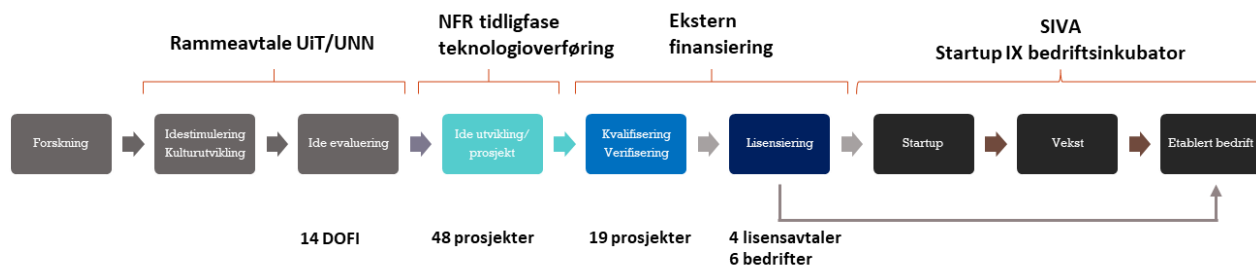 Rammeavtale UiT/UNN
NFR tidligfase
teknologioverføring
Ekstern
finansiering
SIVA
Startup IX bedriftsinkubator
Forskning
Idestimulering
Kulturutvikling
Ide evaluering
Ide utvikling/
prosjekt
Kvalifisering
Verifisering
Lisensiering
Startup
Vekst
Etablert bedrift
14 DOFI
48 prosjekter
19 prosjekter
4 lisensavtaler
6 bedrifter